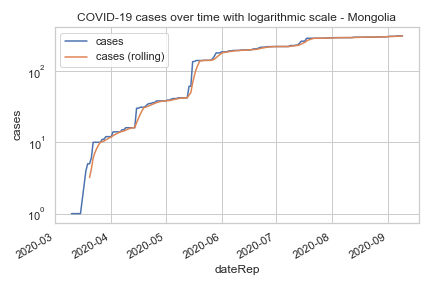 COVID-19 cases over time with logarithmic scale - Mongolia
cases
cases (rolling)
10²
10¹
10⁰
cases
2020-03
2020-04
2020-05
2020-06
2020-07
2020-08
2020-09
dateRep